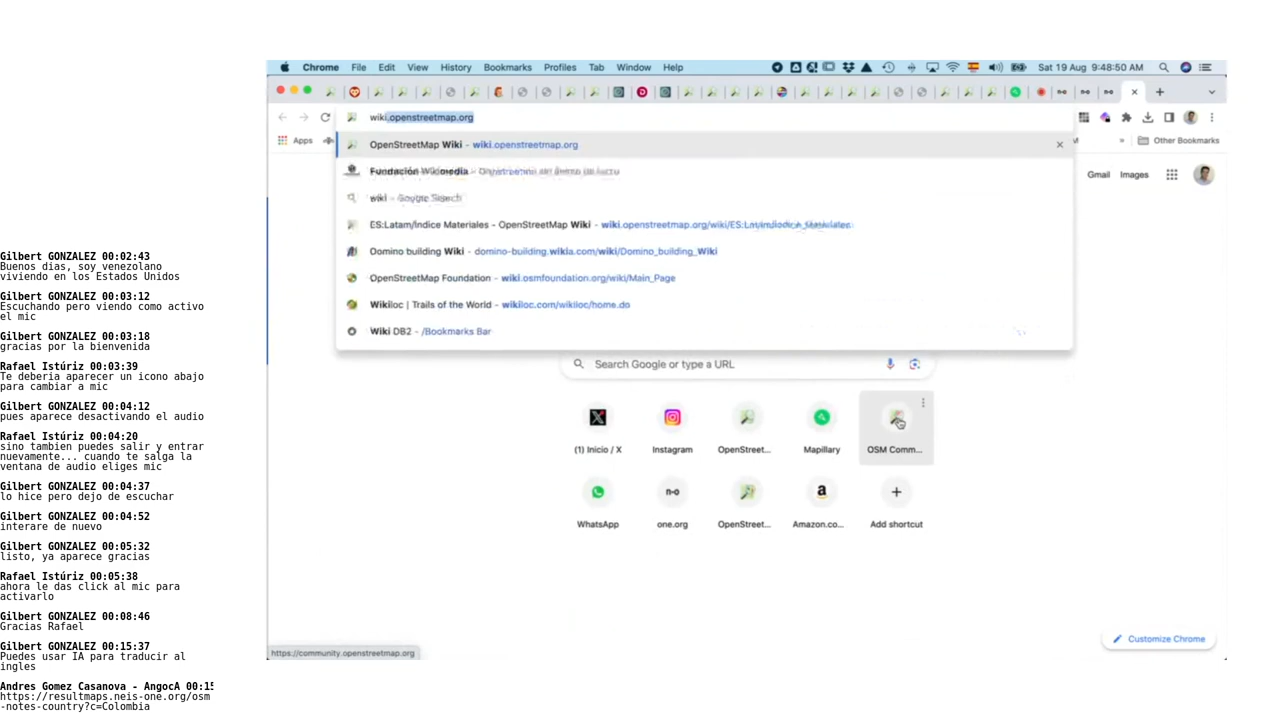 Gilbert GONZALEZ 00:02:43
Buenos dias, soy venezolano
viviendo en los Estados Unidos
Gilbert GONZALEZ 00:03:12
Escuchando pero viendo como activo
el mic
Gilbert GONZALEZ 00:03:18
gracias por la bienvenida
Rafael Istúriz 00:03:39
Te deberia aparecer un icono abajo
para cambiar a mic
Gilbert GONZALEZ 00:04:12
pues aparece desactivando el audio
Rafael Istúriz 00:04:20
sino tambien puedes salir y entrar
nuevamente... cuando te salga la
ventana de audio eliges mic
Gilbert GONZALEZ 00:04:37
lo hice pero dejo de escuchar
Gilbert GONZALEZ 00:04:52
interare de nuevo
Gilbert GONZALEZ 00:05:32
listo, ya aparece gracias
Rafael Istúriz 00:05:38
ahora le das click al mic para
activarlo
Gilbert GONZALEZ 00:08:46
Gracias Rafael
Gilbert GONZALEZ 00:15:37
Puedes usar IA para traducir al
ingles
Andres Gomez Casanova - AngocA 00:15
https://resultmaps.neis-one.org/osm
-notes-country?c=Colombia
Chrome File Edit View History Bookmarks Profiles Tab Window Help Sat 19 Aug 9:48:50 AM
wiki.openstreetmap.org
Apps Other Bookmarks
OpenStreetMap Wiki - wiki.openstreetmap.org
Fundación Wikimedia -
Gmail Images
wiki - Google Search
ES:Latam/Índice Materiales - OpenStreetMap Wiki - wiki.openstreetmap.org/wiki/ES:Latam/Índice_Materiales
Domino building Wiki - domino-building.wikia.com/wiki/Domino_building_Wiki
OpenStreetMap Foundation - wiki.osmfoundation.org/wiki/Main_Page
Wikiloc | Trails of the World - wikiloc.com/wikiloc/home.do
Wiki DB2 - /Bookmarks Bar
Search Google or type a URL
(1) Inicio / X Instagram OpenStreet... Mapillary OSM Comm...
WhatsApp one.org OpenStreet... Amazon.co... Add shortcut
Customize Chrome
https://community.openstreetmap.org